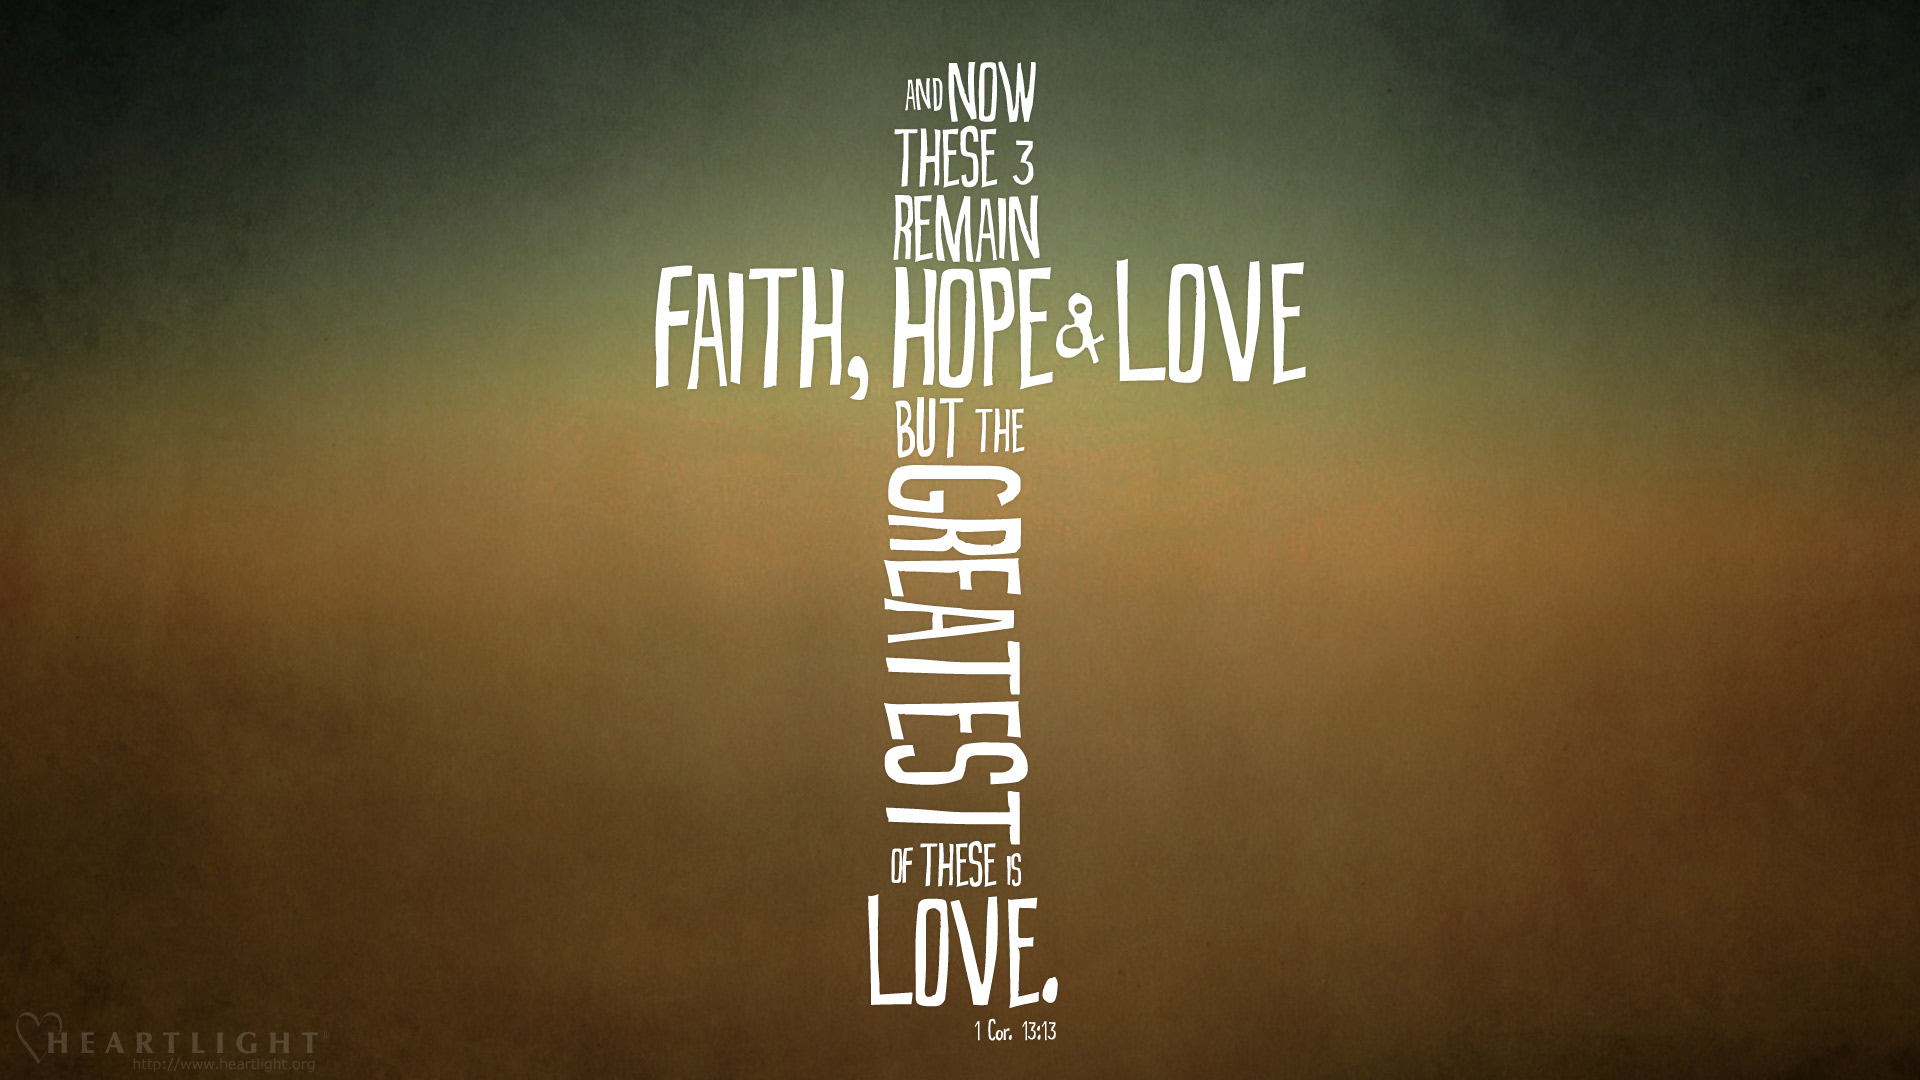 AND NOW
THESE 3
REMAIN
FAITH, HOPE & LOVE
BUT THE
GREATEST
OF THESE IS
LOVE.
1 Cor. 13:13
HEARTLIGHT
http://www.heartlight.org